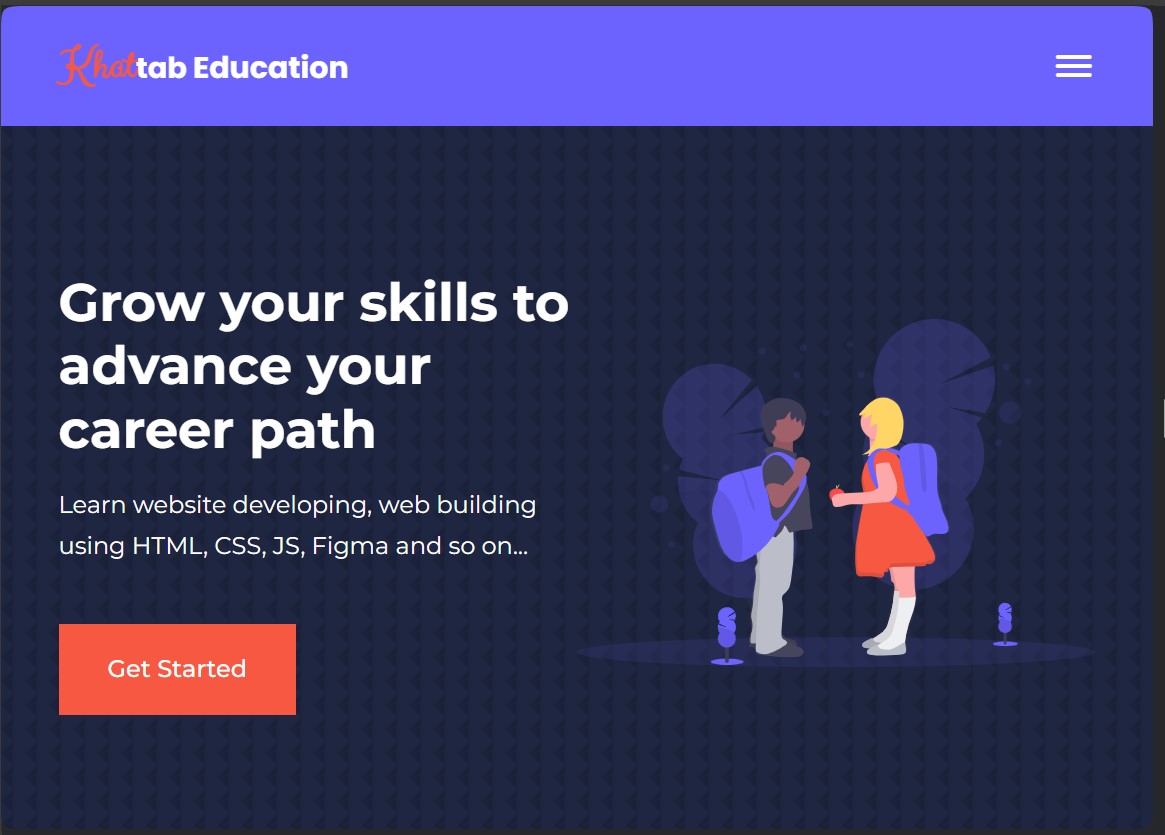 Khattab Education
Grow your skills to
advance your
career path
Learn website developing, web building
using HTML, CSS, JS, Figma and so on...
Get Started